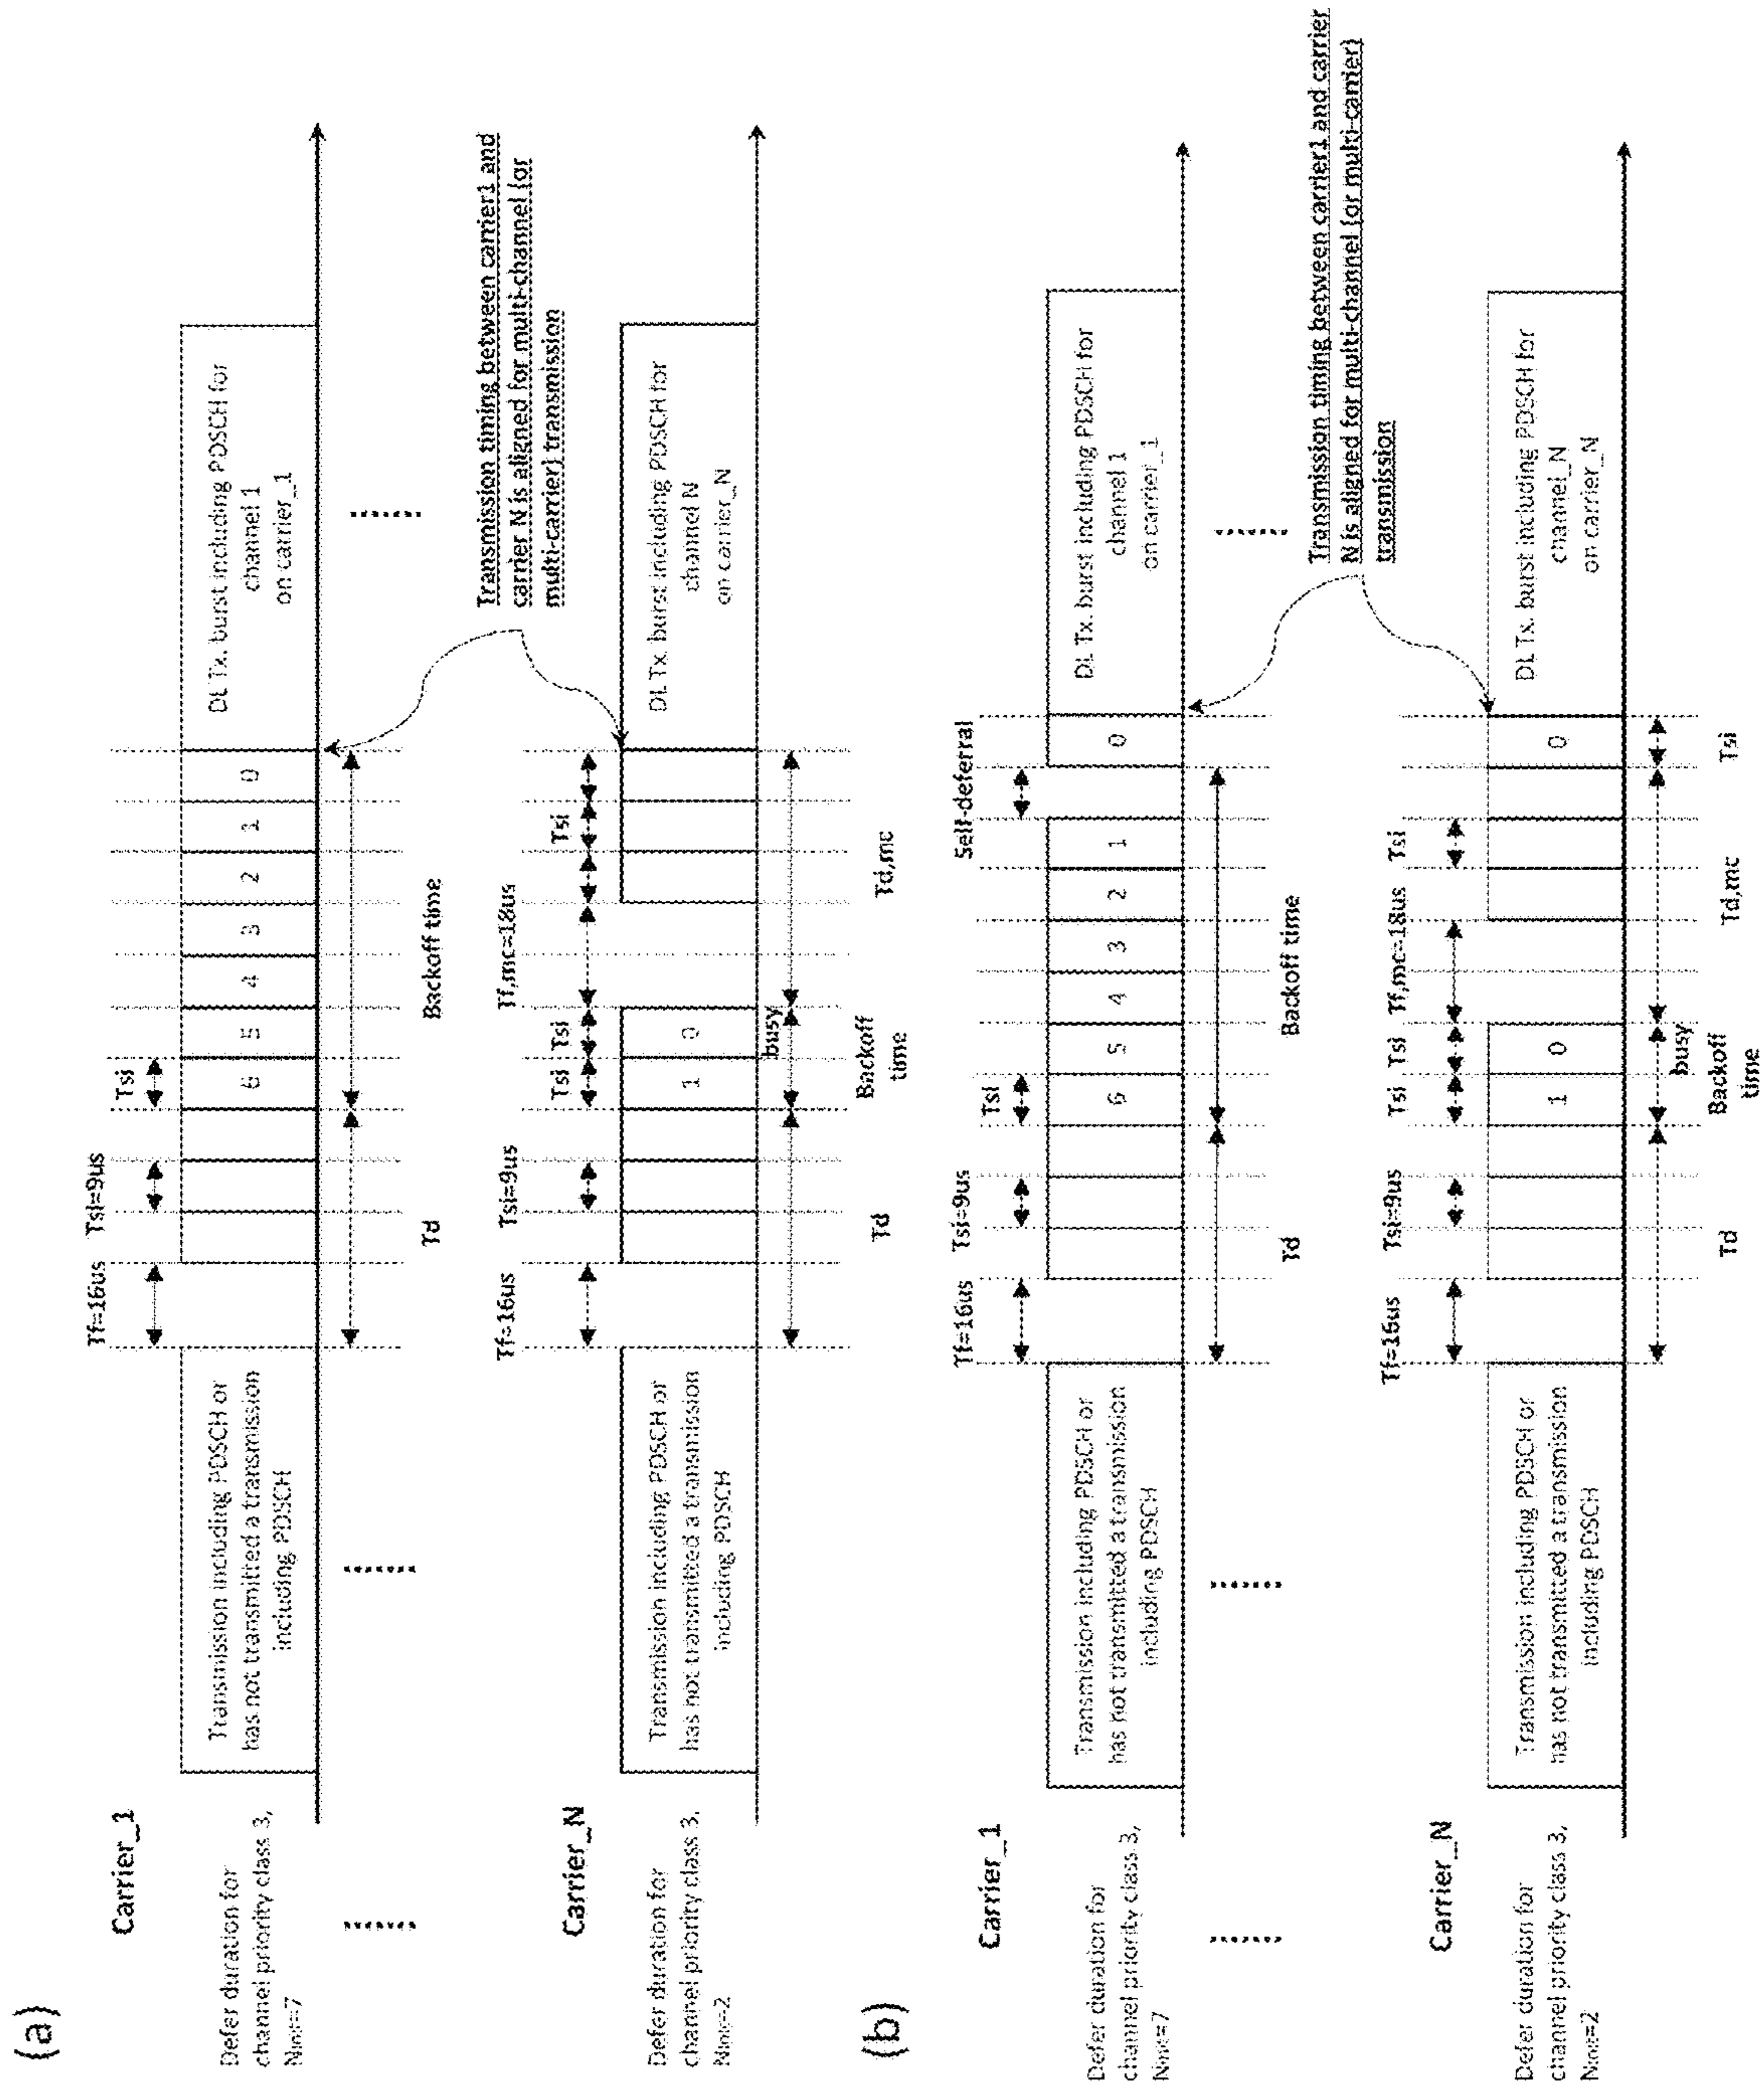 (a)
Carrier_1
Defer duration for
channel priority class 3,
Ninit=7
Transmission including PDSCH or
has not transmitted a transmission
including PDSCH
Tf=16us
Tsi=9us
Tsi
6
5
4
3
2
1
0
Td
Backoff time
DL Tx. burst including PDSCH for
channel 1
on carrier_1
Transmission timing between carrier1 and
carrier N is aligned for multi-channel (or
multi-carrier) transmission
Carrier_N
Defer duration for
channel priority class 3,
Ninit=2
Transmission including PDSCH or
has not transmitted a transmission
including PDSCH
Tf=16us
Tsi=9us
Tsi
Tsi
Tf,mc=18us
Tsi
1
0
busy
Td
Backoff
time
Td,mc
DL Tx. burst including PDSCH for
channel N
on carrier_N
(b)
Carrier_1
Defer duration for
channel priority class 3,
Ninit=7
Transmission including PDSCH or
has not transmitted a transmission
including PDSCH
Tf=16us
Tsi=9us
Tsi
Self-deferral
6
5
4
3
2
1
0
Td
Backoff time
DL Tx. burst including PDSCH for
channel 1
on carrier_1
Transmission timing between carrier1 and carrier
N is aligned for multi-channel (or multi-carrier)
transmission
Carrier_N
Defer duration for
channel priority class 3,
Ninit=2
Transmission including PDSCH or
has not transmitted a transmission
including PDSCH
Tf=16us
Tsi=9us
Tsi
Tsi
Tf,mc=18us
Tsi
1
0
0
busy
Td
Backoff
time
Td,mc
Tsi
DL Tx. burst including PDSCH for
channel_N
on carrier_N